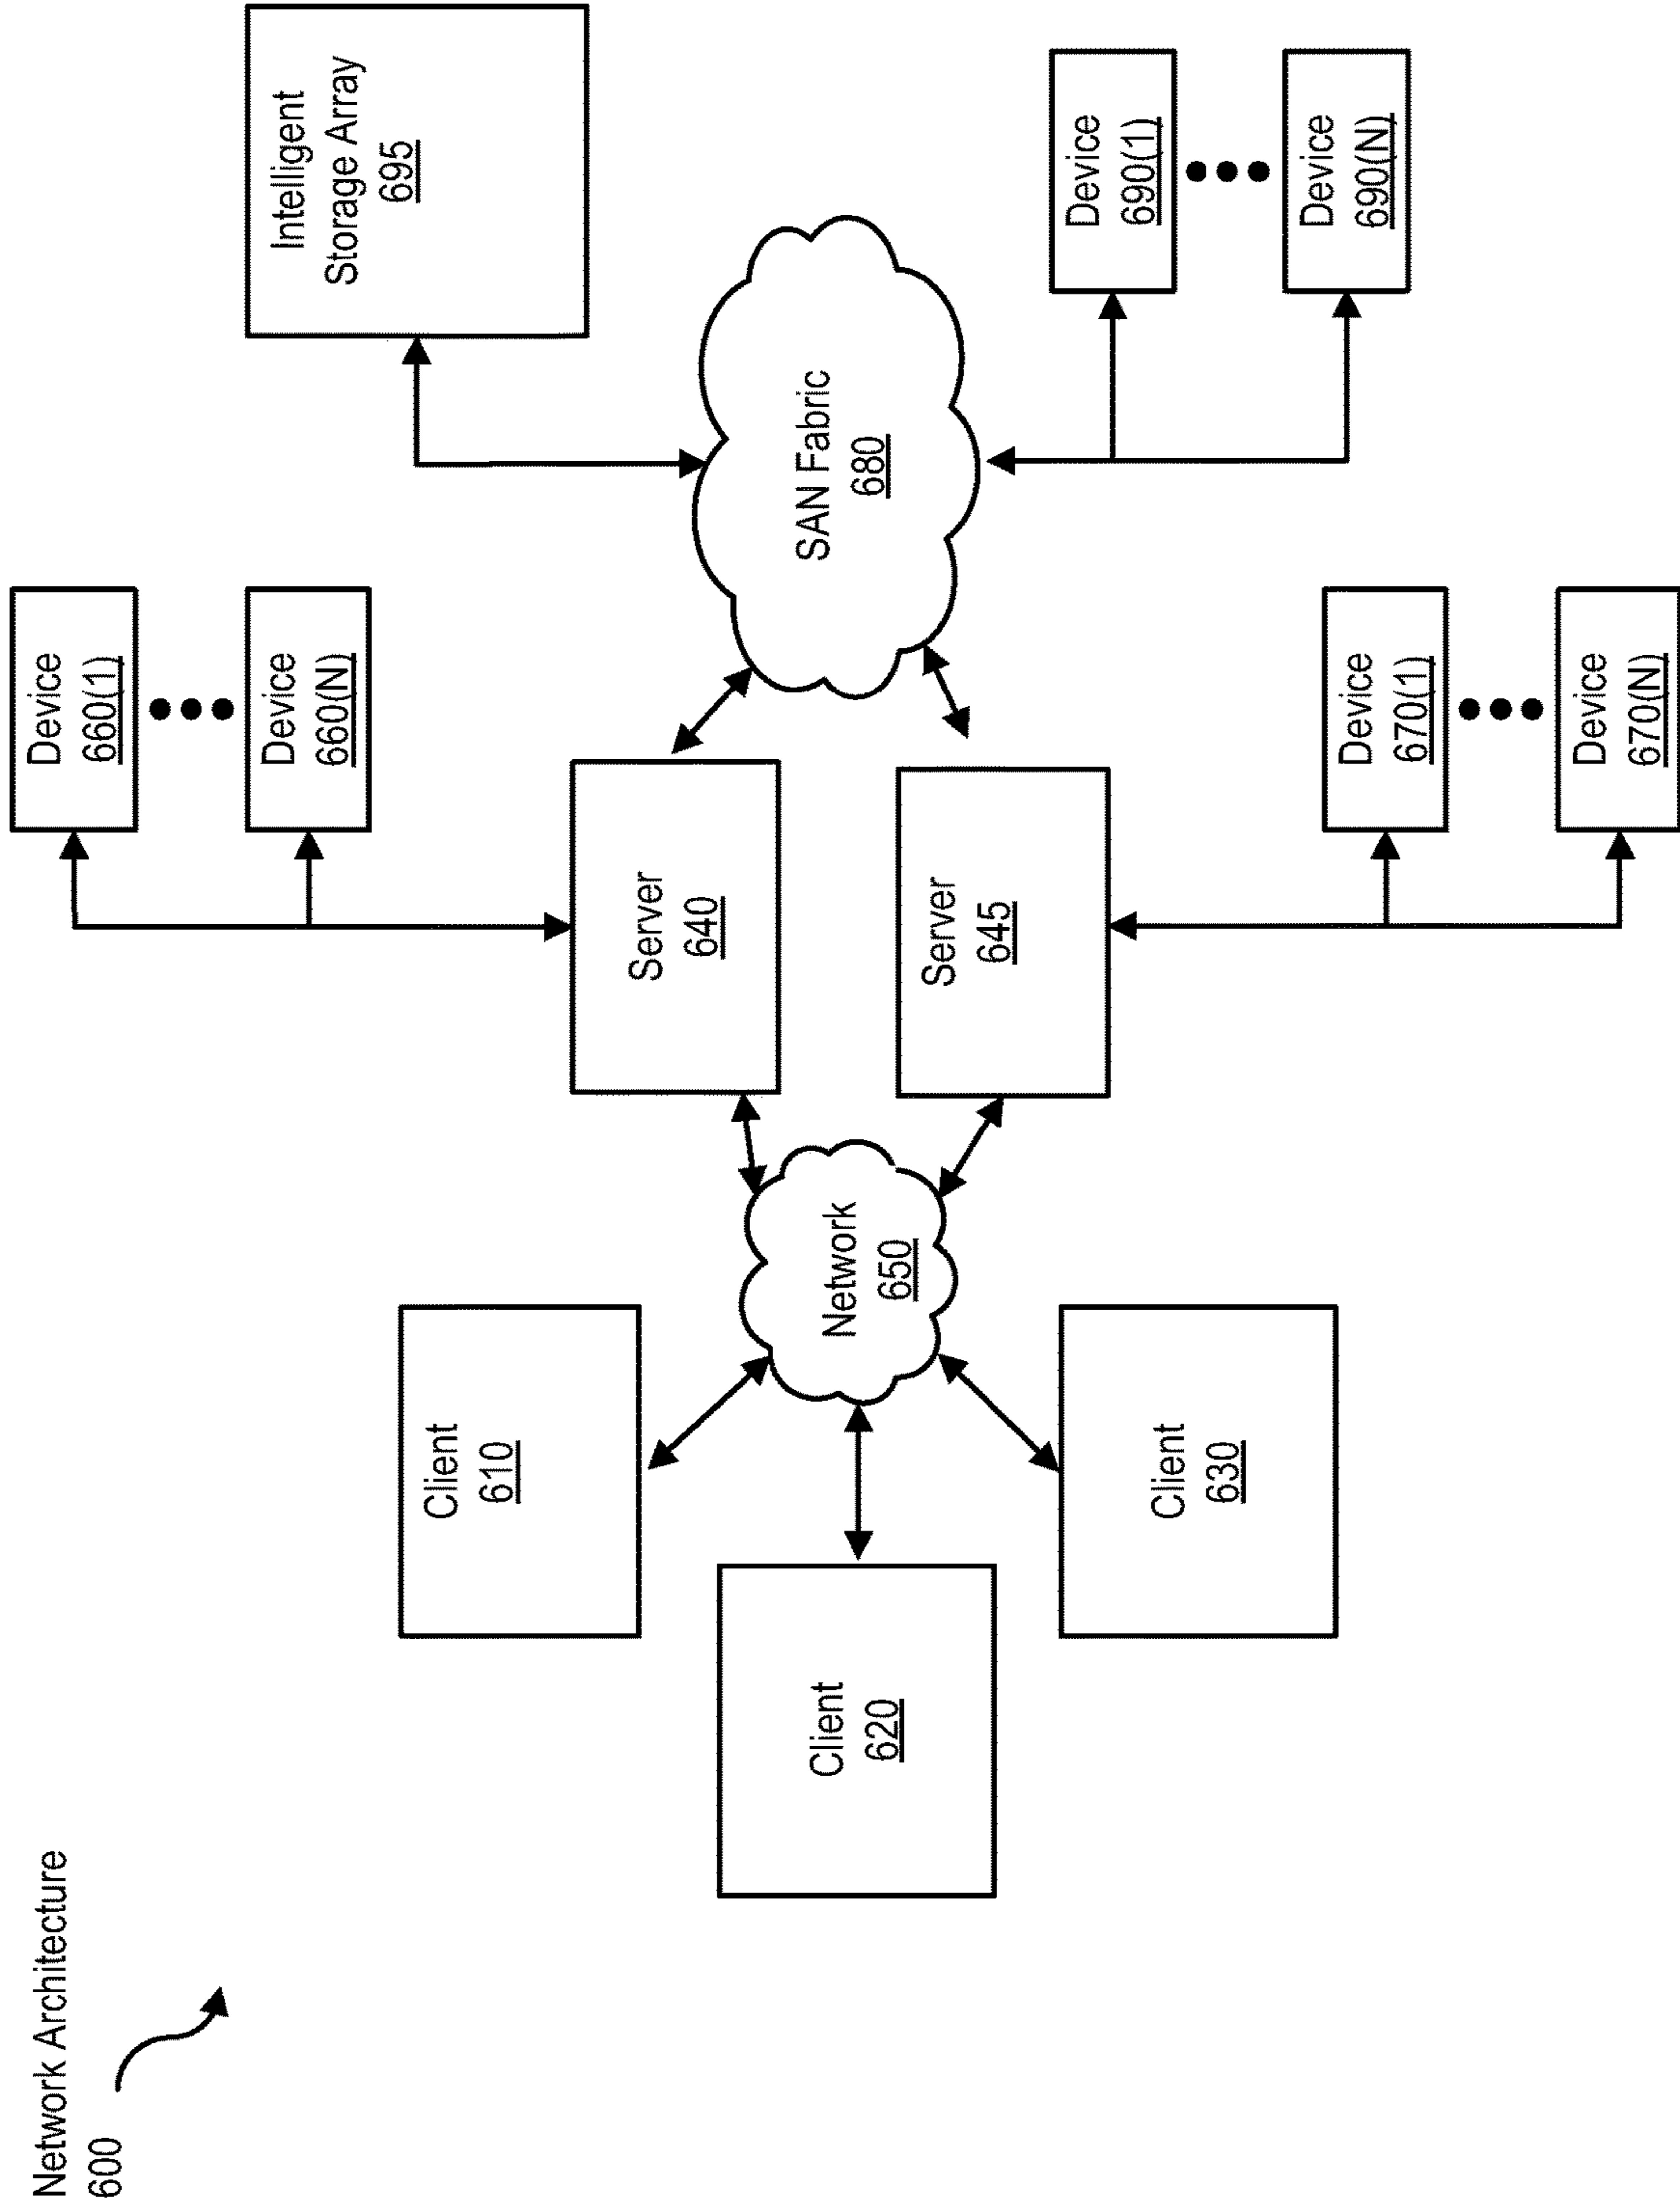 Network Architecture
600
Client
610
Client
620
Client
630
Network
650
Server
640
Server
645
Device
660(1)
Device
660(N)
Device
670(1)
Device
670(N)
SAN Fabric
680
Intelligent
Storage Array
695
Device
690(1)
Device
690(N)